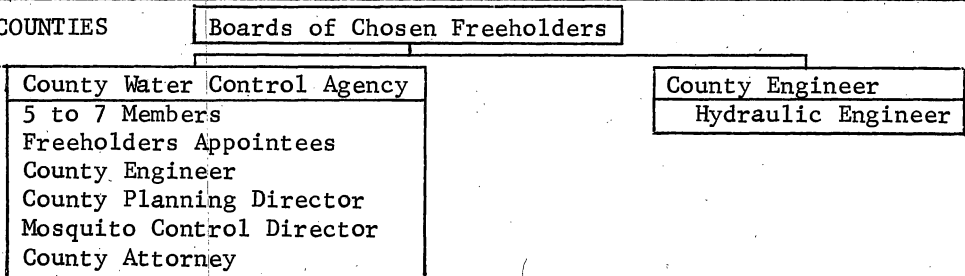 COUNTIES
Boards of Chosen Freeholders
County Water Control Agency
5 to 7 Members
Freeholders Appointees
County Engineer
County Planning Director
Mosquito Control Director
County Attorney
County Engineer
Hydraulic Engineer